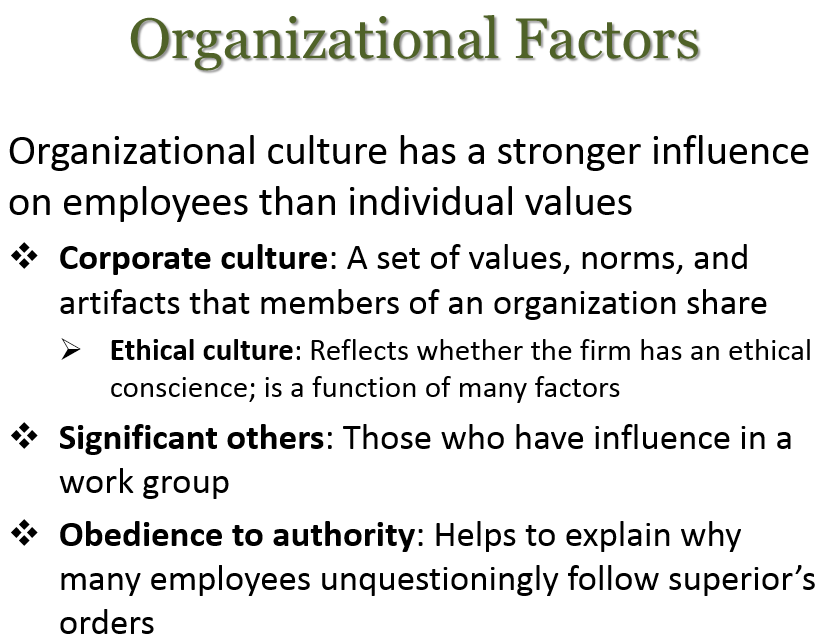 Organizational Factors
Organizational culture has a stronger influence
on employees than individual values
❖ Corporate culture: A set of values, norms, and
artifacts that members of an organization share
➢ Ethical culture: Reflects whether the firm has an ethical
conscience; is a function of many factors
❖ Significant others: Those who have influence in a
work group
❖ Obedience to authority: Helps to explain why
many employees unquestioningly follow superior’s
orders